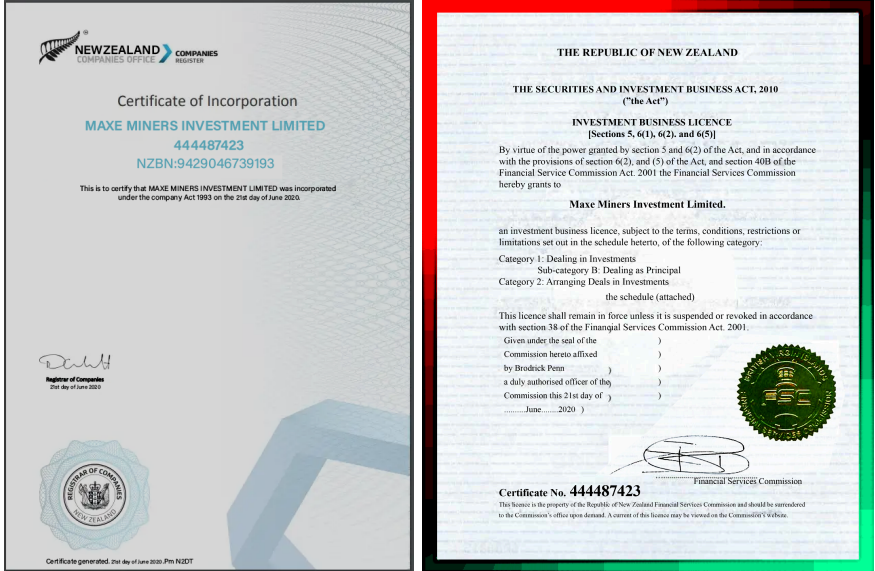 NEWZEALAND
COMPANIES OFFICE
COMPANIES
REGISTER
Certificate of Incorporation
MAXE MINERS INVESTMENT LIMITED
444487423
NZBN:9429046739193
This is to certify that MAXE MINERS INVESTMENT LIMITED was incorporated
under the company Act 1993 on the 21st day of June 2020.
Registrar of Companies
21st day of June 2020
REGISTRAR OF COMPANIES
NEW ZEALAND
Certificate generated. 21st day of June 2020 .Pm N2DT
THE REPUBLIC OF NEW ZEALAND
THE SECURITIES AND INVESTMENT BUSINESS ACT, 2010
("the Act")
INVESTMENT BUSINESS LICENCE
[Sections 5, 6(1), 6(2). and 6(5)]
By virtue of the power granted by section 5 and 6(2) of the Act, and in accordance
with the provisions of section 6(2), and (5) of the Act, and section 40B of the
Financial Service Commission Act. 2001 the Financial Services Commission
hereby grants to
Maxe Miners Investment Limited.
an investment business licence, subject to the terms, conditions, restrictions or
limitations set out in the schedule heterto, of the following category:
Category 1: Dealing in Investments
Sub-category B: Dealing as Principal
Category 2: Arranging Deals in Investments
the schedule (attached)
This licence shall remain in force unless it is suspended or revoked in accordance
with section 38 of the Financial Services Commission Act. 2001.
Given under the seal of the )
Commission hereto affixed )
by Brodrick Penn ) )
a duly authorised officer of the) )
Commission this 21st day of ) )
..........June........2020 )
FSC
Financial Services Commission
Certificate No. 444487423
This licence is the property of the Republic of New Zealand Financial Services Commission and should be surrendered
to the Commission's office upon demand. A current of this licence may be viewed on the Commission's website.